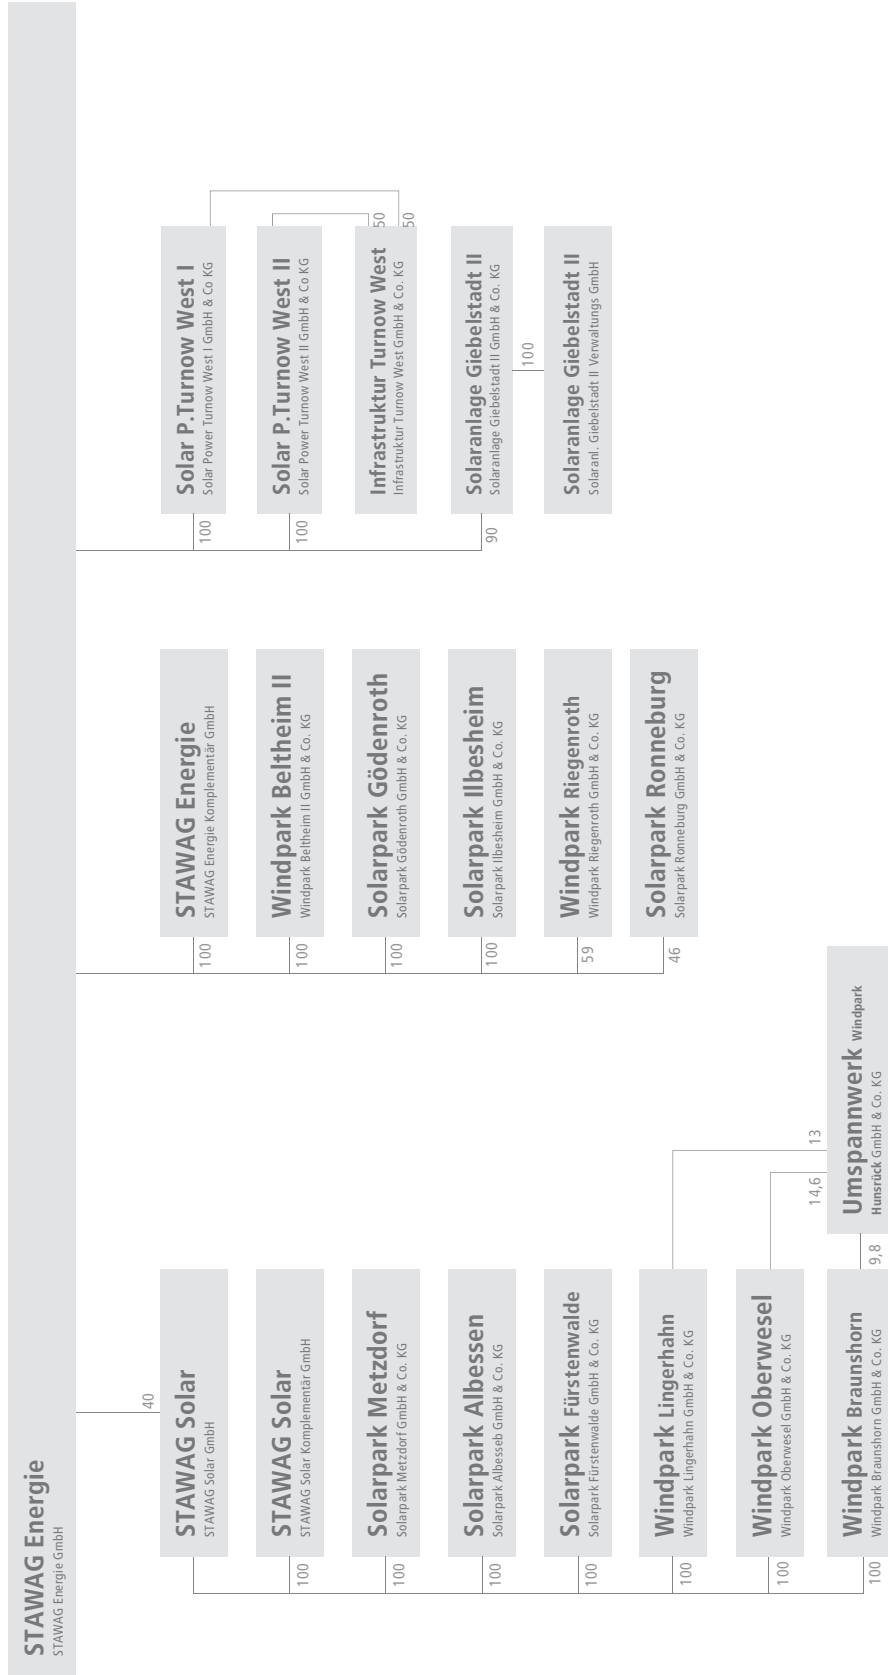 STAWAG Energie
STAWAG Energie GmbH
40
STAWAG Solar
STAWAG Solar GmbH
100
STAWAG Solar
STAWAG Solar Komplementär GmbH
100
Solarpark Metzdorf
Solarpark Metzdorf GmbH & Co. KG
100
Solarpark Albessen
Solarpark Albesseb GmbH & Co. KG
100
Solarpark Fürstenwalde
Solarpark Fürstenwalde GmbH & Co. KG
100
Windpark Lingerhahn
Windpark Lingerhahn GmbH & Co. KG
100
Windpark Oberwesel
Windpark Oberwesel GmbH & Co. KG
100
Windpark Braunshorn
Windpark Braunshorn GmbH & Co. KG
14,6
13
9,8
Umspannwerk Windpark
Hunsrück GmbH & Co. KG
100
STAWAG Energie
STAWAG Energie Komplementär GmbH
100
Windpark Beltheim II
Windpark Beltheim II GmbH & Co. KG
100
Solarpark Gödenroth
Solarpark Gödenroth GmbH & Co. KG
100
Solarpark Ilbesheim
Solarpark Ilbesheim GmbH & Co. KG
59
Windpark Riegenroth
Windpark Riegenroth GmbH & Co. KG
46
Solarpark Ronneburg
Solarpark Ronneburg GmbH & Co. KG
100
Solar P.Turnow West I
Solar Power Turnow West I GmbH & Co KG
100
Solar P.Turnow West II
Solar Power Turnow West II GmbH & Co KG
50
50
Infrastruktur Turnow West
Infrastruktur Turnow West GmbH & Co. KG
90
Solaranlage Giebelstadt II
Solaranlage Giebelstadt II GmbH & Co. KG
100
Solaranlage Giebelstadt II
Solaranl. Giebelstadt II Verwaltungs GmbH